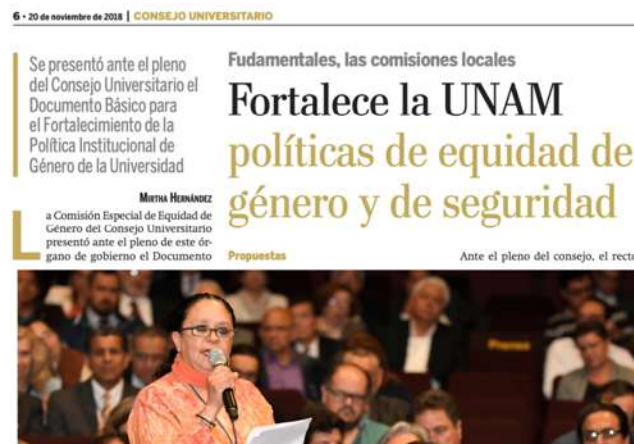 6 • 20 de noviembre de 2018 | CONSEJO UNIVERSITARIO
Se presentó ante el pleno
del Consejo Universitario el
Documento Básico para
el Fortalecimiento de la
Política Institucional de
Género de la Universidad
Mirtha Hernández
La Comisión Especial de Equidad de
Género del Consejo Universitario
presentó ante el pleno de este ór-
gano de gobierno el Documento
Fudamentales, las comisiones locales
Fortalece la UNAM
políticas de equidad de
género y de seguridad
Propuestas
Ante el pleno del consejo, el recto
Prensa